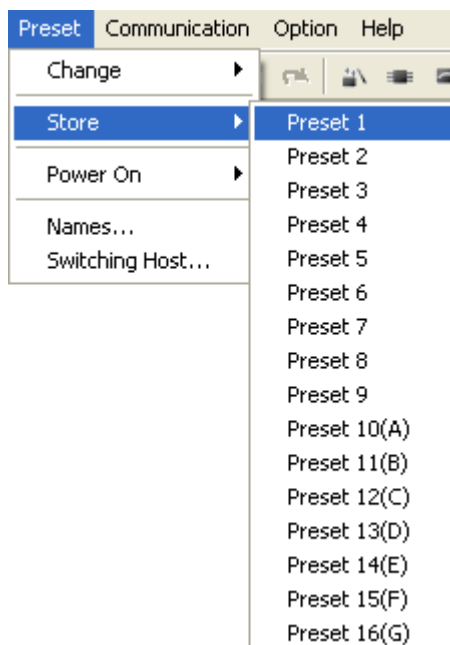 Preset Communication Option Help
Change
Store
Power On
Names...
Switching Host...
Preset 1
Preset 2
Preset 3
Preset 4
Preset 5
Preset 6
Preset 7
Preset 8
Preset 9
Preset 10(A)
Preset 11(B)
Preset 12(C)
Preset 13(D)
Preset 14(E)
Preset 15(F)
Preset 16(G)